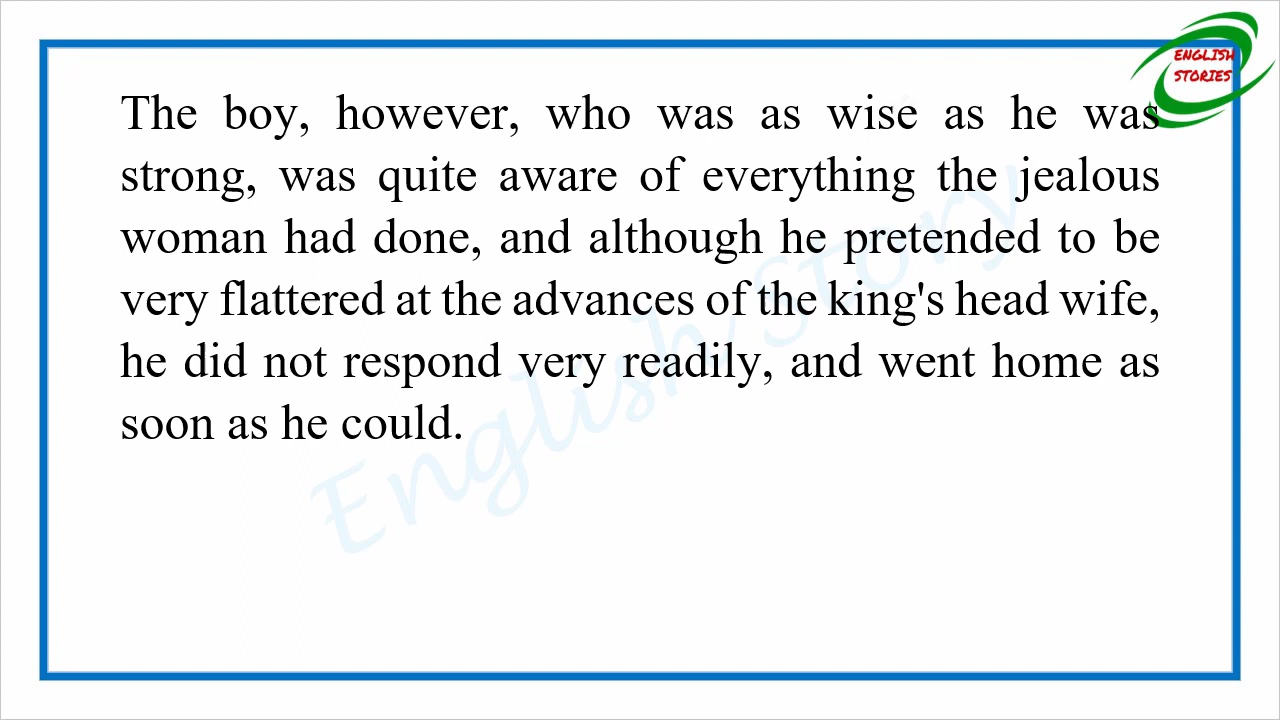 ENGLISH
STORIES
The boy, however, who was as wise as he was
strong, was quite aware of everything the jealous
woman had done, and although he pretended to be
very flattered at the advances of the king's head wife,
he did not respond very readily, and went home as
soon as he could.
English Story